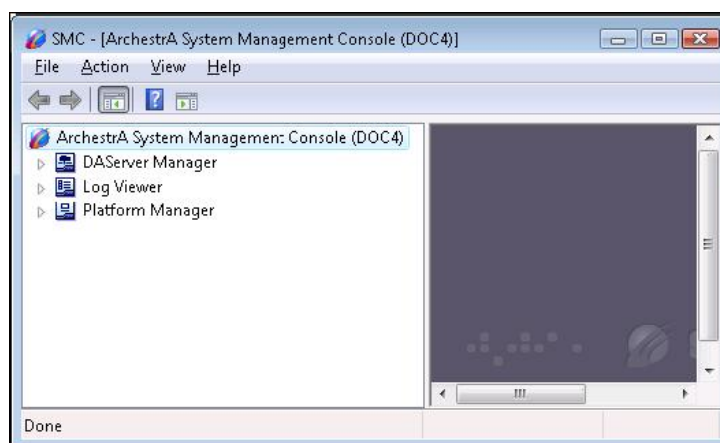 SMC - [ArchestrA System Management Console (DOC4)]
File Action View Help
ArchestrA System Management Console (DOC4)
DAServer Manager
Log Viewer
Platform Manager
Done